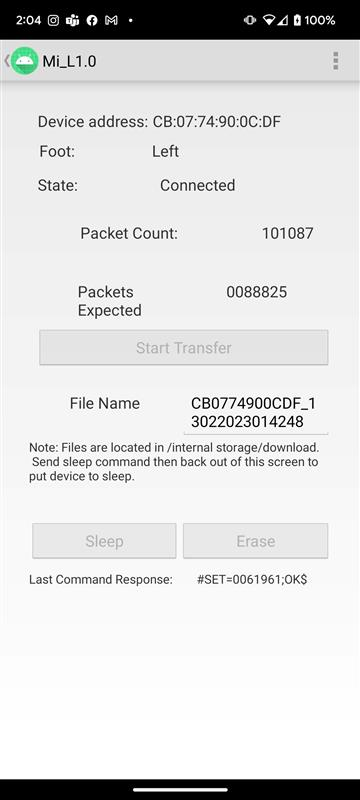 2:04 100%
Mi_L1.0
Device address: CB:07:74:90:0C:DF
Foot: Left
State: Connected
Packet Count: 101087
Packets 0088825
Expected
Start Transfer
File Name CB0774900CDF_1
3022023014248
Note: Files are located in /internal storage/download.
Send sleep command then back out of this screen to
put device to sleep.
Sleep Erase
Last Command Response: #SET=0061961;OK$